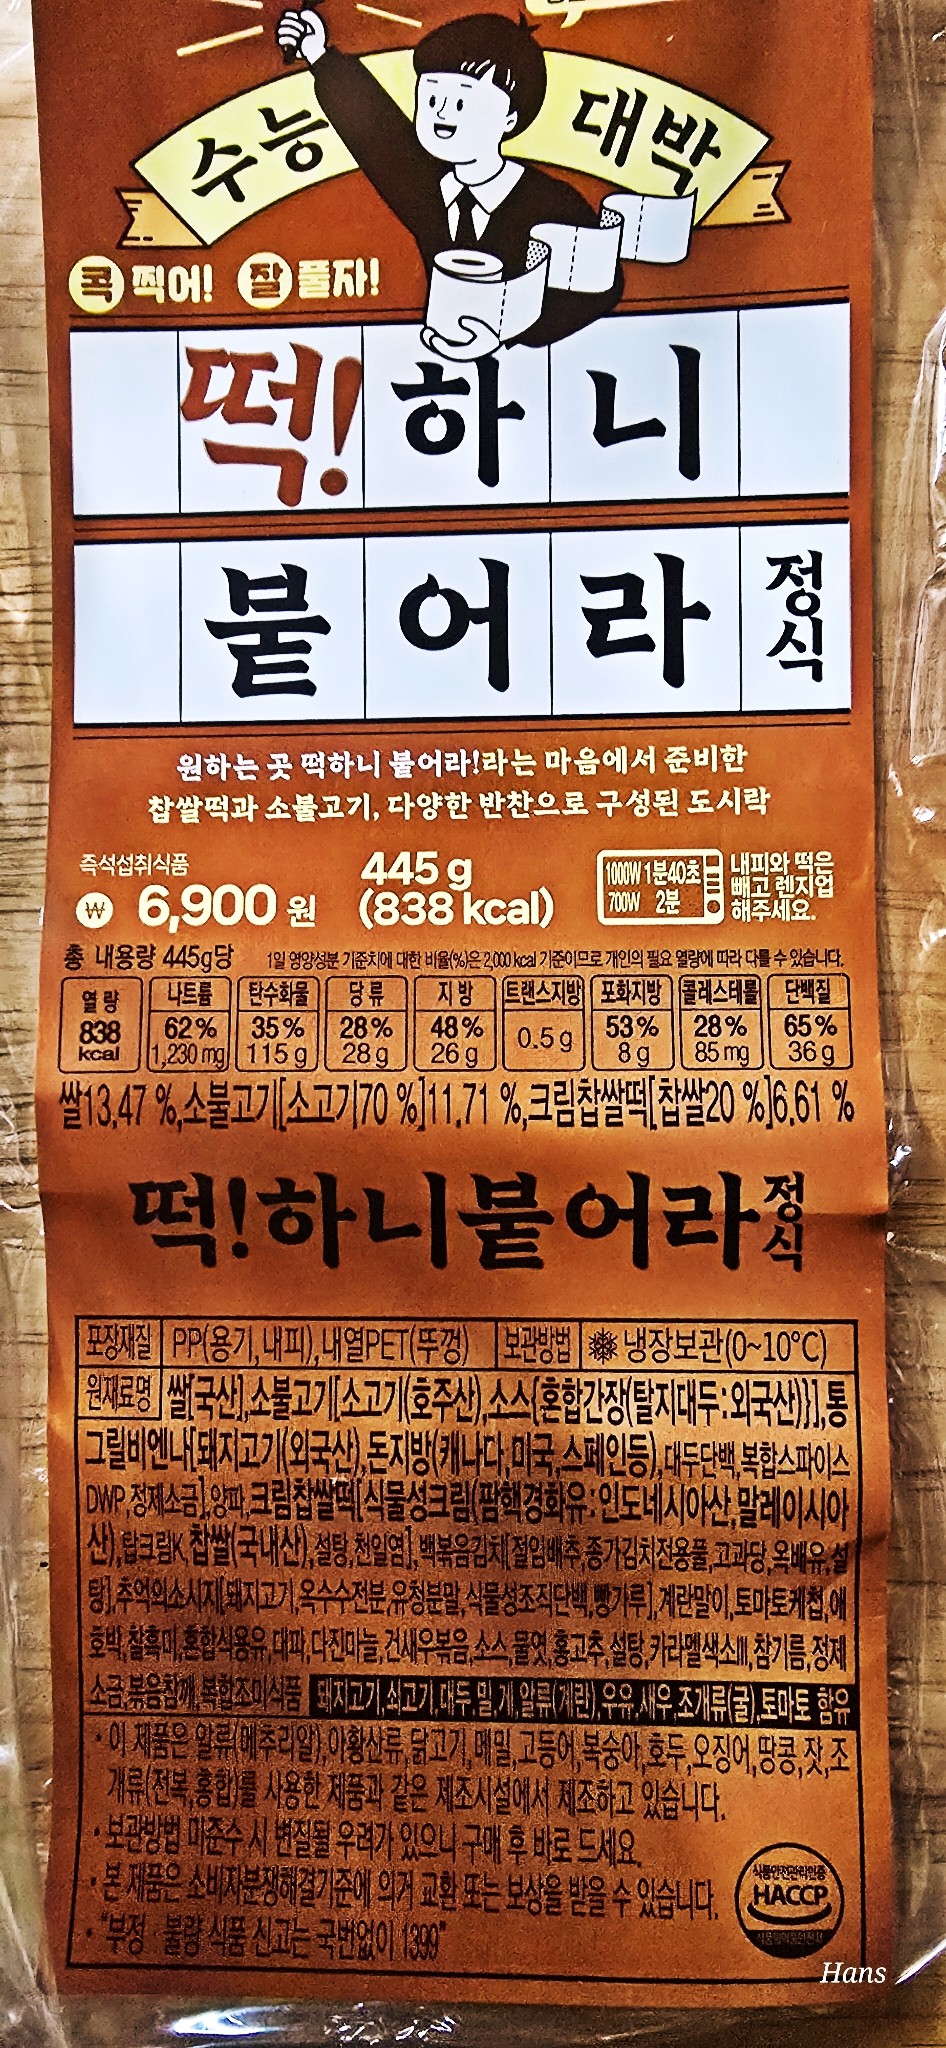 수능 대박
콕 찍어! 잘 풀자!
떡!하니
붙어라 정식
원하는 곳 떡하니 붙어라!라는 마음에서 준비한
찹쌀떡과 소불고기, 다양한 반찬으로 구성된 도시락
즉석섭취식품
₩ 6,900 원
445 g
(838 kcal)
1000W 1분40초
700W 2분
내피와 떡은
빼고 렌지업
해주세요.
총 내용량 445g당 1일 영양성분 기준치에 대한 비율(%)은 2,000 kcal 기준이므로 개인의 필요 열량에 따라 다를 수 있습니다.
열량 나트륨 탄수화물 당류 지방 트랜스지방 포화지방 콜레스테롤 단백질
838 62% 35% 28% 48% 0.5g 53% 28% 65%
kcal 1,230 mg 115 g 28 g 26 g 8 g 85 mg 36 g
쌀13.47 %,소불고기[소고기70 %]11.71 %,크림찹쌀떡[찹쌀20 %]6.61 %
떡!하니붙어라 정식
포장재질 PP(용기,내피),내열PET(뚜껑) 보관방법 냉장보관(0~10°C)
원재료명 쌀[국산],소불고기[소고기(호주산),소스{혼합간장(탈지대두:외국산)}],통
그릴비엔나[돼지고기(외국산),돈지방(캐나다,미국,스페인등),대두단백,복합스파이스
DWP,정제소금],양파,크림찹쌀떡[식물성크림(팜핵경화유:인도네시아산,말레이시아
산),탑크림K,찹쌀(국내산),설탕,천일염],백볶음김치[절임배추,종가김치전용풀,고과당,옥배유,설
탕],추억의소시지[돼지고기,옥수수전분,유청분말,식물성조직단백,빵가루],계란말이,토마토케첩,애
호박,찰흑미,혼합식용유,대파,다진마늘,건새우볶음,소스,물엿,홍고추,설탕,카라멜색소III,참기름,정제
소금,볶음참깨,복합조미식품 돼지고기,쇠고기,대두,밀,게,알류(계란),우유,새우,조개류(굴),토마토 함유
· 이 제품은 알류(메추리알),아황산류,닭고기,메밀,고등어,복숭아,호두,오징어,땅콩,잣,조
개류(전복,홍합)를 사용한 제품과 같은 제조시설에서 제조하고 있습니다.
· 보관방법 미준수 시 변질될 우려가 있으니 구매 후 바로 드세요.
· 본 제품은 소비자분쟁해결기준에 의거 교환 또는 보상을 받을 수 있습니다.
· "부정 · 불량 식품 신고는 국번없이 1399"
식품안전관리인증
HACCP
Hans